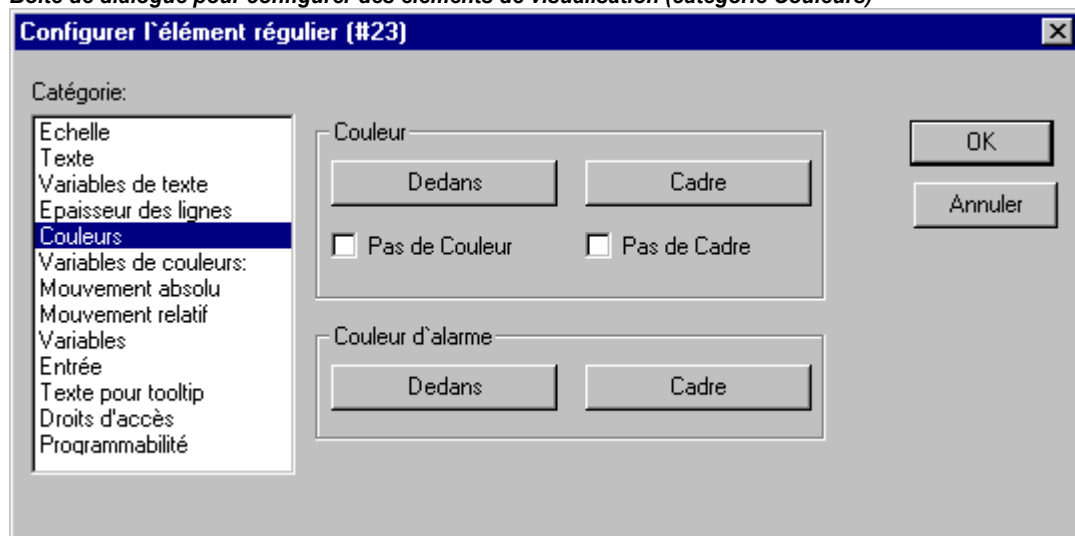 Boîte de dialogue pour configurer des éléments de visualisation (catégorie Couleurs)
Configurer l`élément régulier (#23)
Catégorie:
Echelle
Texte
Variables de texte
Epaisseur des lignes
Couleurs
Variables de couleurs:
Mouvement absolu
Mouvement relatif
Variables
Entrée
Texte pour tooltip
Droits d'accès
Programmabilité
Couleur
Dedans
Cadre
Pas de Couleur
Pas de Cadre
Couleur d`alarme
Dedans
Cadre
OK
Annuler